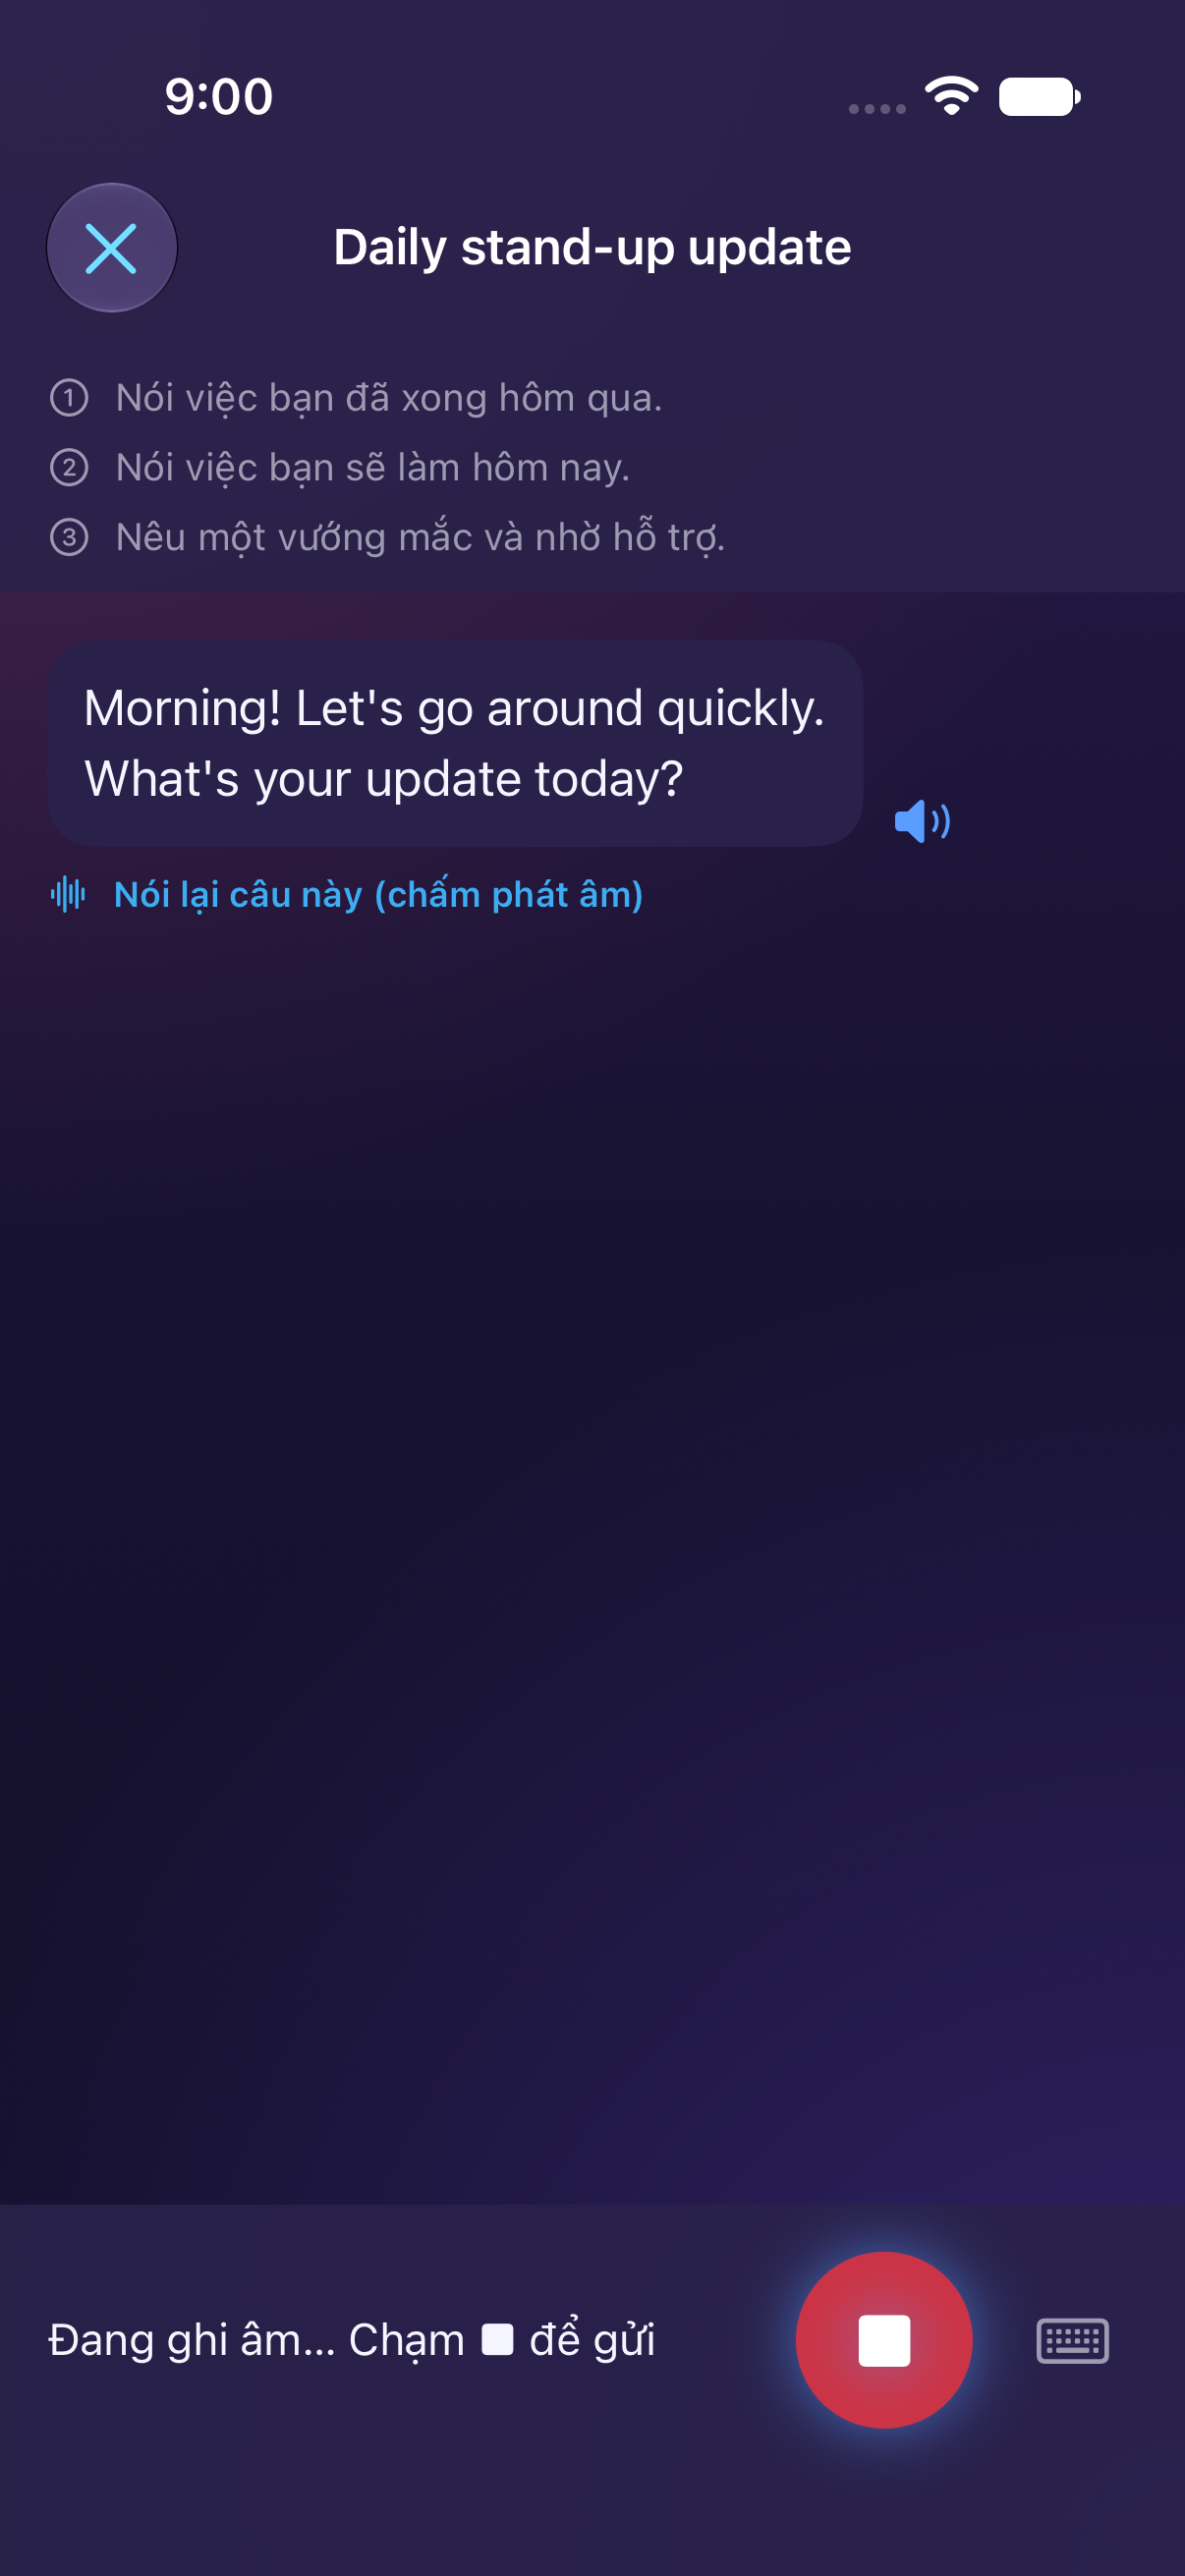 9:00
Daily stand-up update
1 Nói việc bạn đã xong hôm qua.
2 Nói việc bạn sẽ làm hôm nay.
3 Nêu một vướng mắc và nhờ hỗ trợ.
Morning! Let's go around quickly.
What's your update today?
Nói lại câu này (chấm phát âm)
Đang ghi âm... Chạm ⏹ để gửi